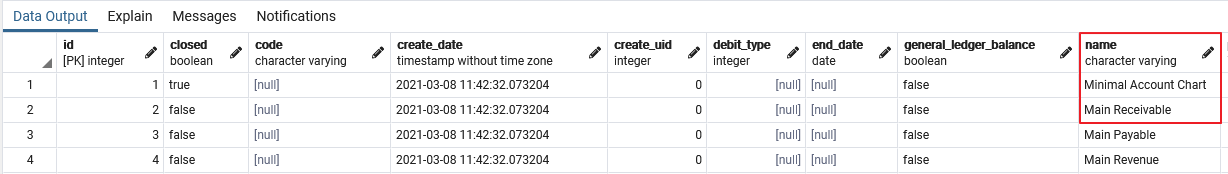 Data Output Explain Messages Notifications
id closed code create_date create_uid debit_type end_date general_ledger_balance name
[PK] integer boolean character varying timestamp without time zone integer integer date boolean character varying
1 1 true [null] 2021-03-08 11:42:32.073204 0 [null] [null] false Minimal Account Chart
2 2 false [null] 2021-03-08 11:42:32.073204 0 [null] [null] false Main Receivable
3 3 false [null] 2021-03-08 11:42:32.073204 0 [null] [null] false Main Payable
4 4 false [null] 2021-03-08 11:42:32.073204 0 [null] [null] false Main Revenue